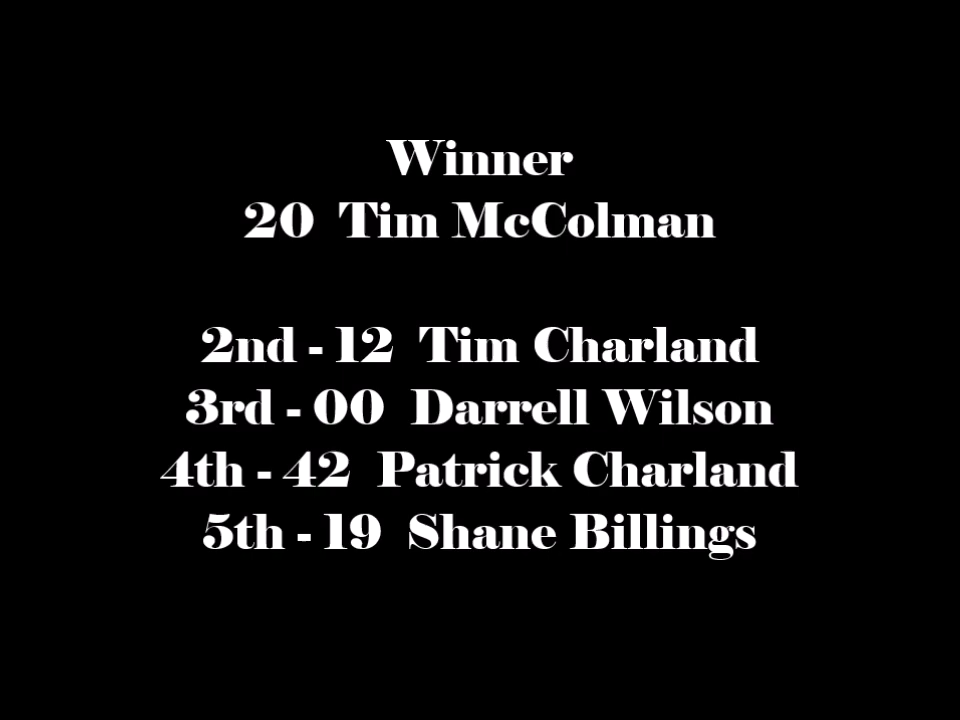 Winner
20 Tim McColman
2nd - 12 Tim Charland
3rd - 00 Darrell Wilson
4th - 42 Patrick Charland
5th - 19 Shane Billings